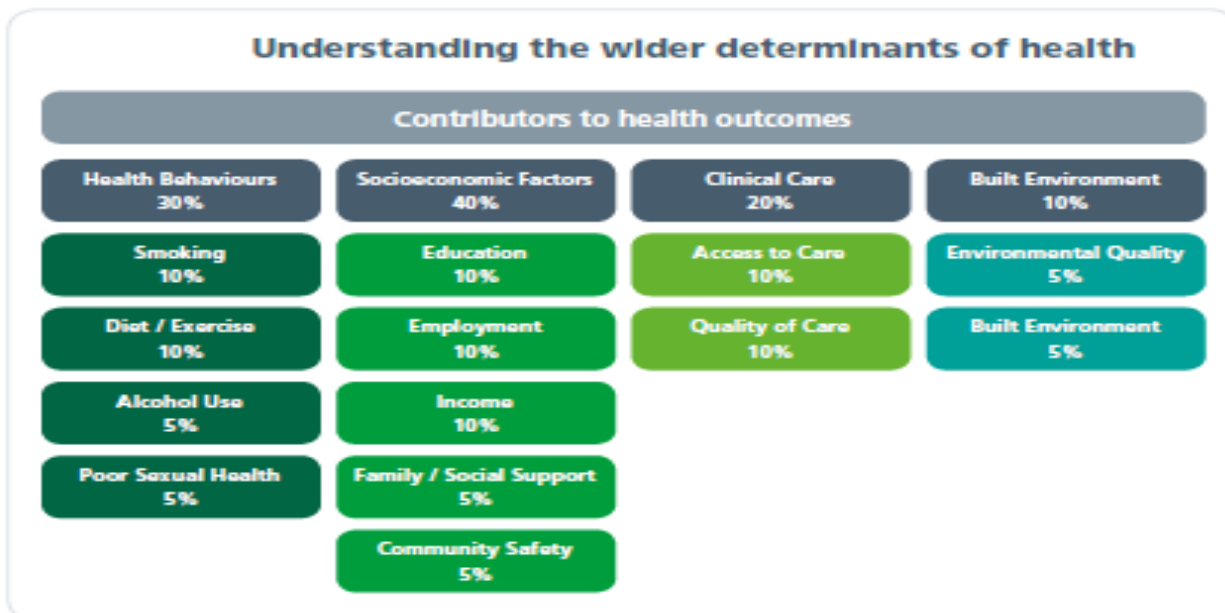 Understanding the wider determinants of health
Contributors to health outcomes
Health Behaviours
30%
Socioeconomic Factors
40%
Clinical Care
20%
Built Environment
10%
Smoking
10%
Education
10%
Access to Care
10%
Environmental Quality
5%
Diet / Exercise
10%
Employment
10%
Quality of Care
10%
Built Environment
5%
Alcohol Use
5%
Income
10%
Poor Sexual Health
5%
Family / Social Support
5%
Community Safety
5%